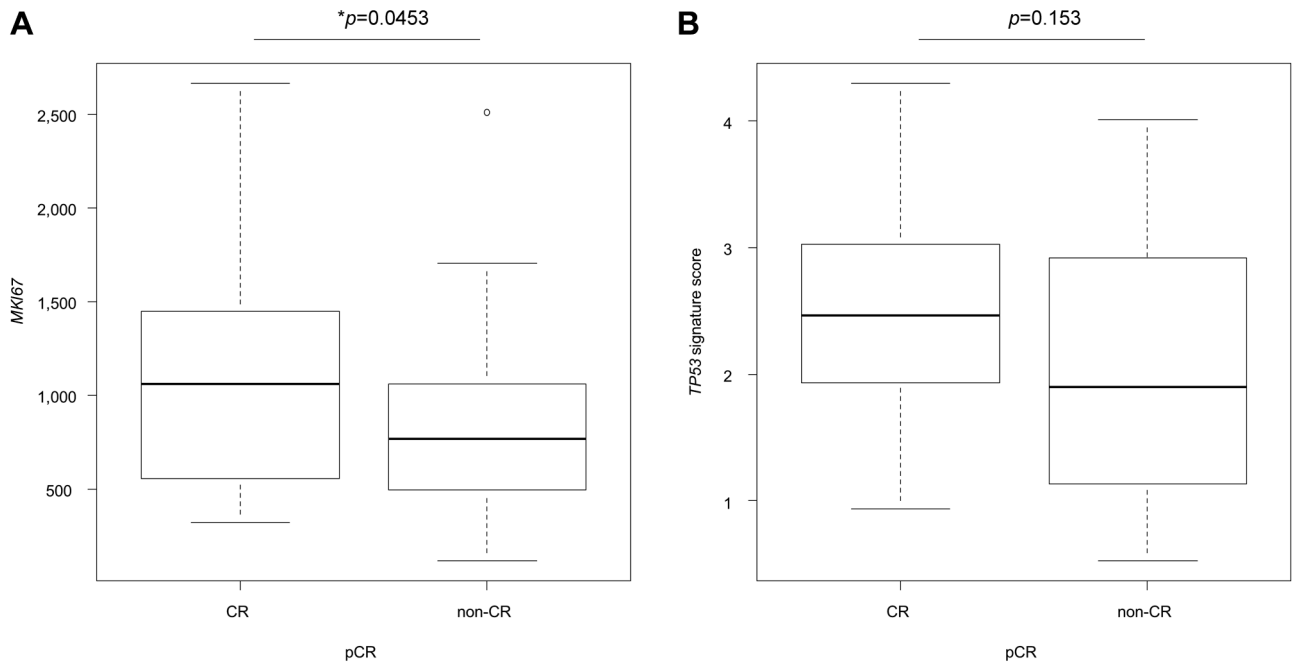 A
*p=0.0453
MKI67
2,500
2,000
1,500
1,000
500
CR
non-CR
pCR
B
p=0.153
TP53 signature score
4
3
2
1
CR
non-CR
pCR